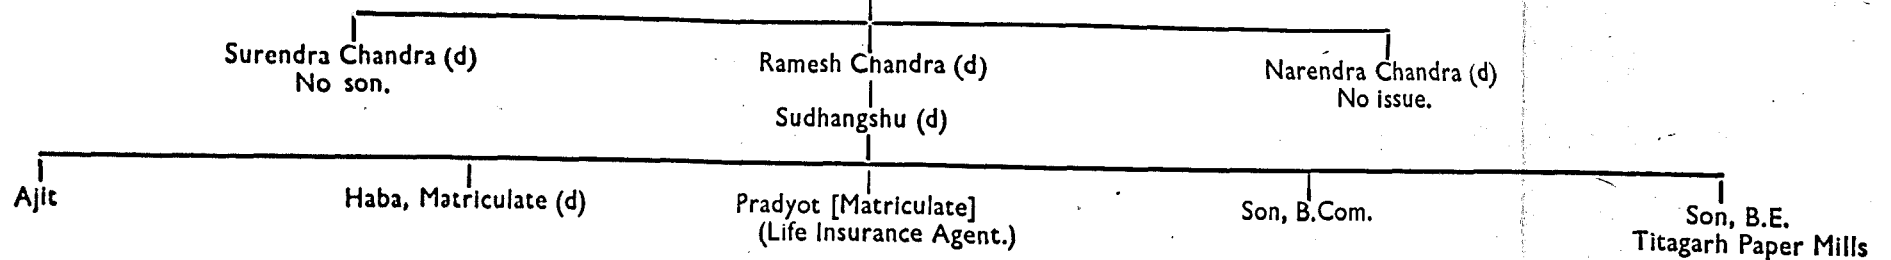 Surendra Chandra (d)
No son.
Ramesh Chandra (d)
Narendra Chandra (d)
No issue.
Sudhangshu (d)
Ajit
Haba, Matriculate (d)
Pradyot [Matriculate]
(Life Insurance Agent.)
Son, B.Com.
Son, B.E.
Titagarh Paper Mills